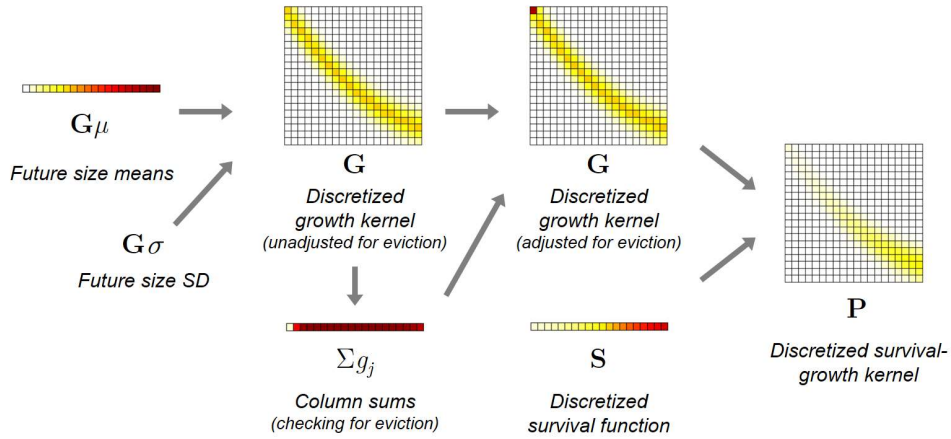 Gμ
Future size means
Gσ
Future size SD
G
Discretized
growth kernel
(unadjusted for eviction)
G
Discretized
growth kernel
(adjusted for eviction)
Σgj
Column sums
(checking for eviction)
S
Discretized
survival function
P
Discretized survival-
growth kernel